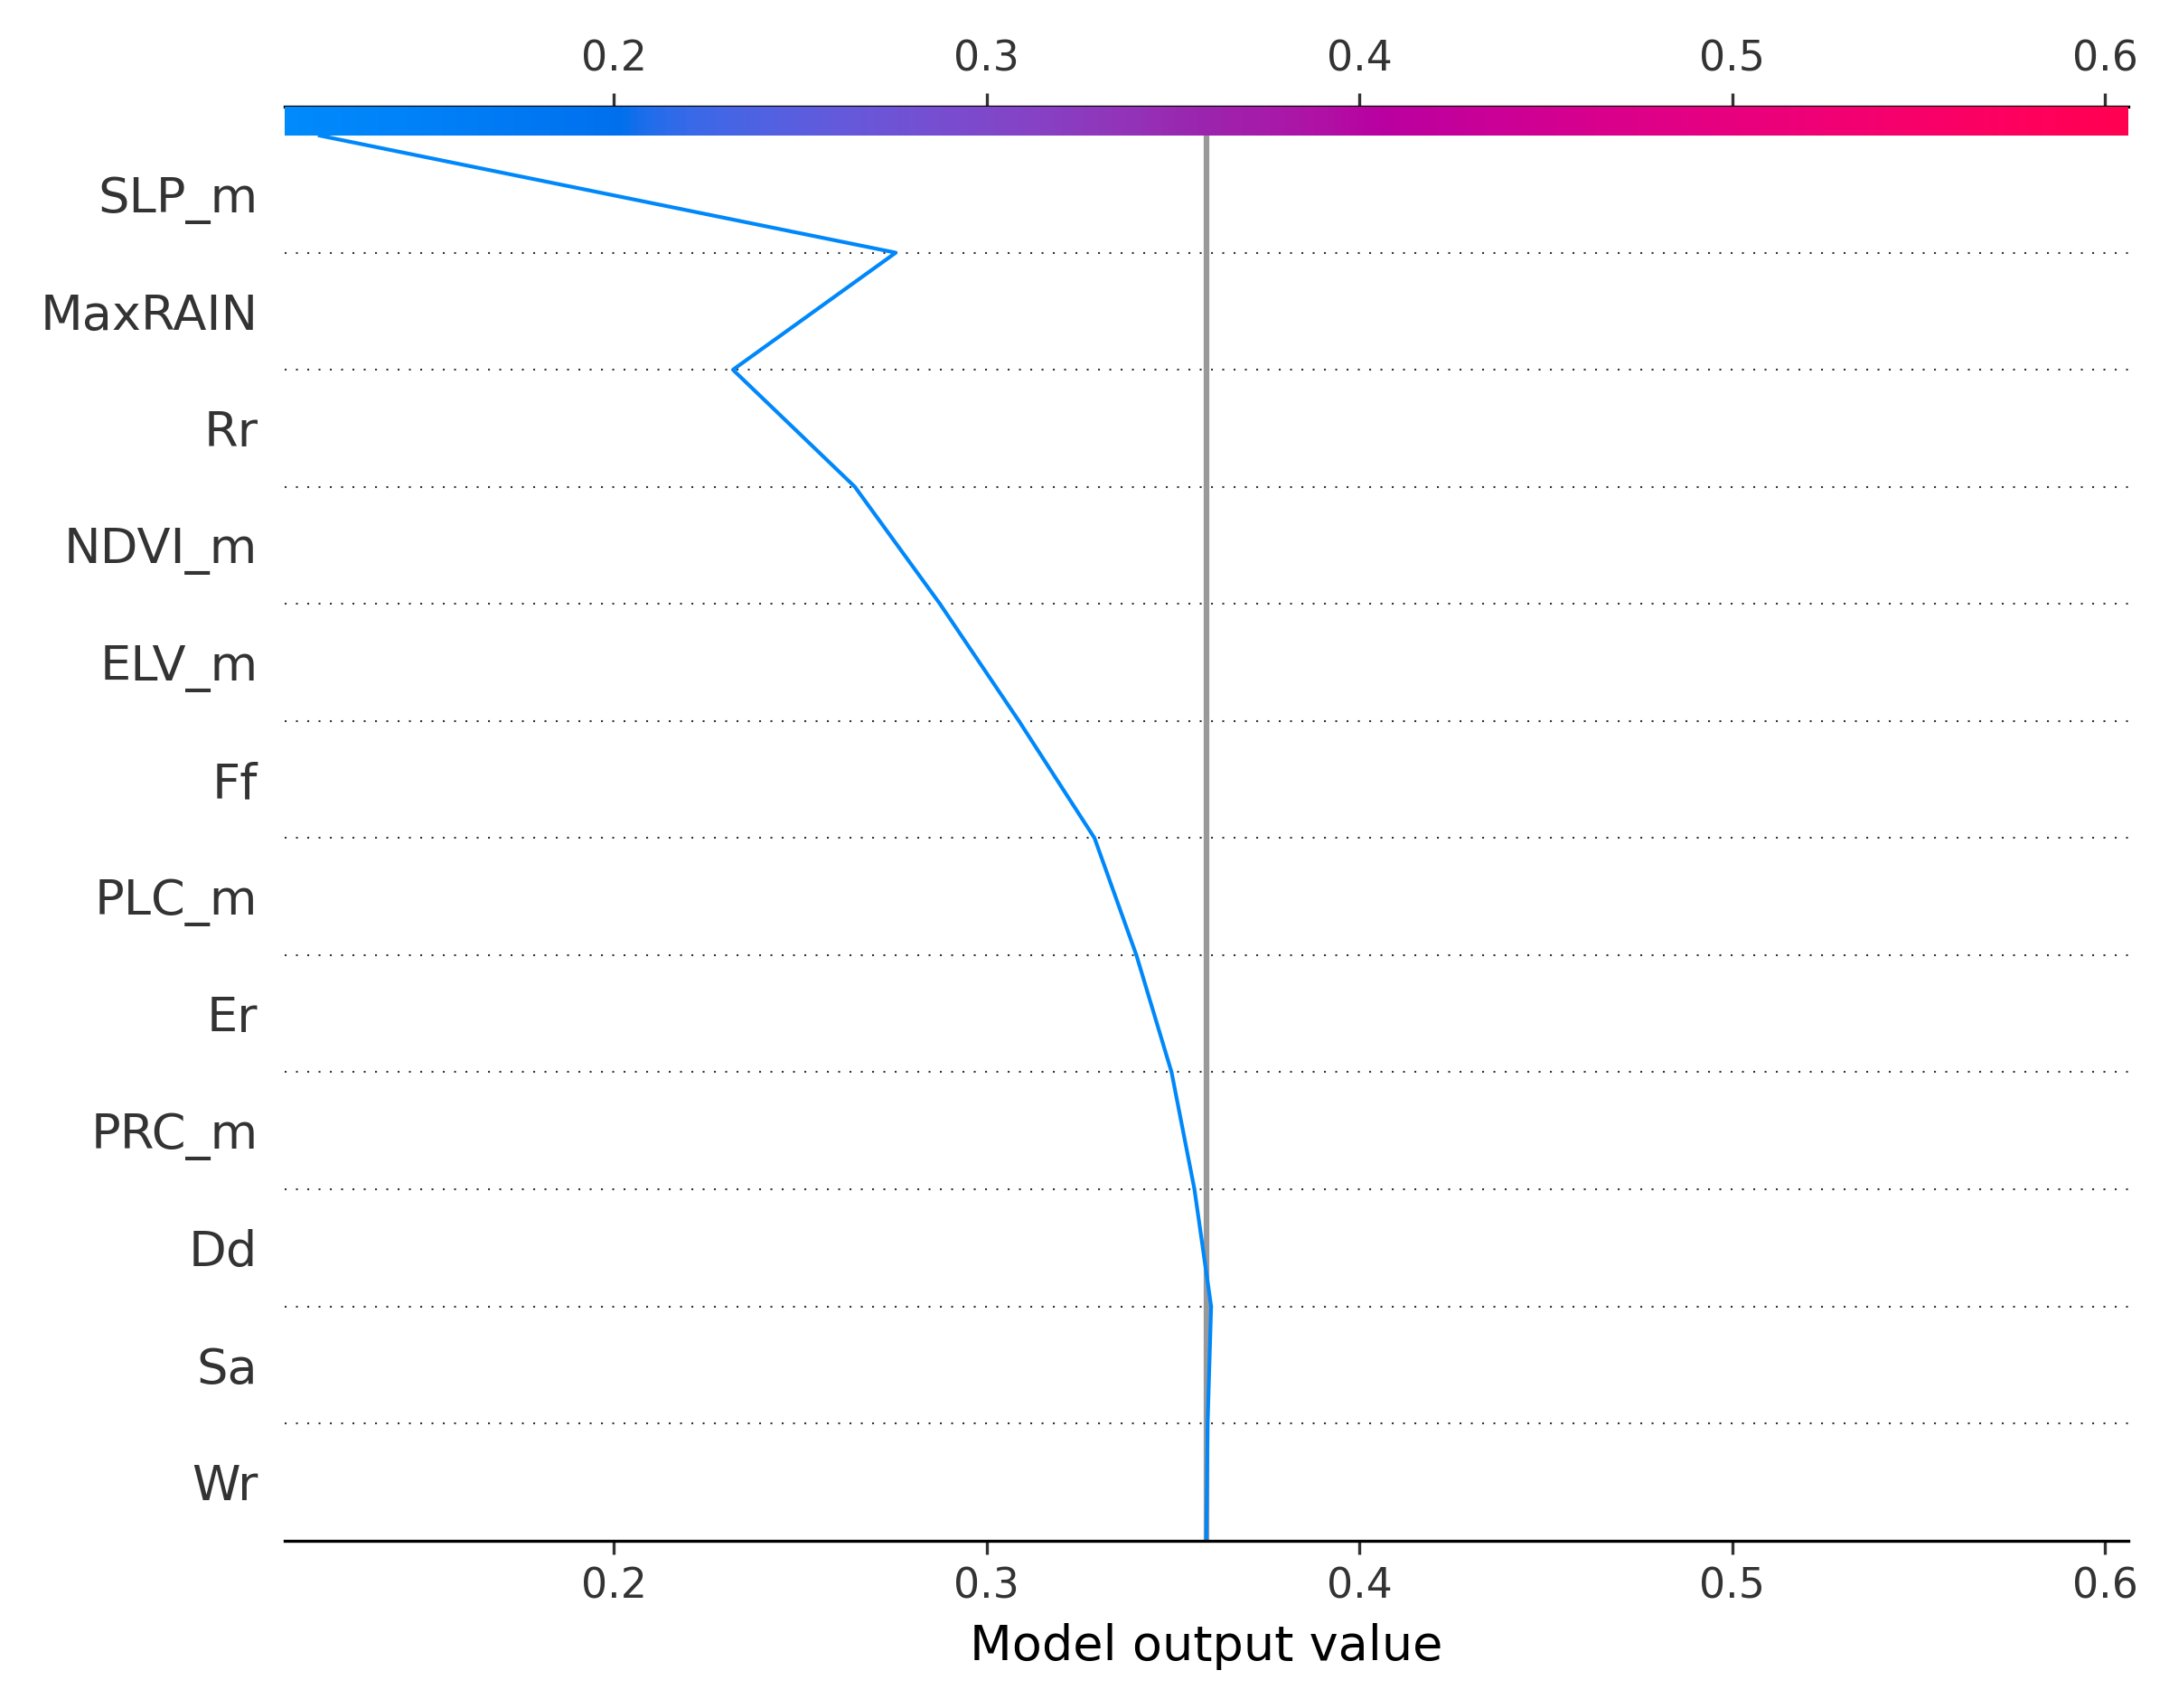 0.2 0.3 0.4 0.5 0.6
SLP_m
MaxRAIN
Rr
NDVI_m
ELV_m
Ff
PLC_m
Er
PRC_m
Dd
Sa
Wr
0.2 0.3 0.4 0.5 0.6
Model output value